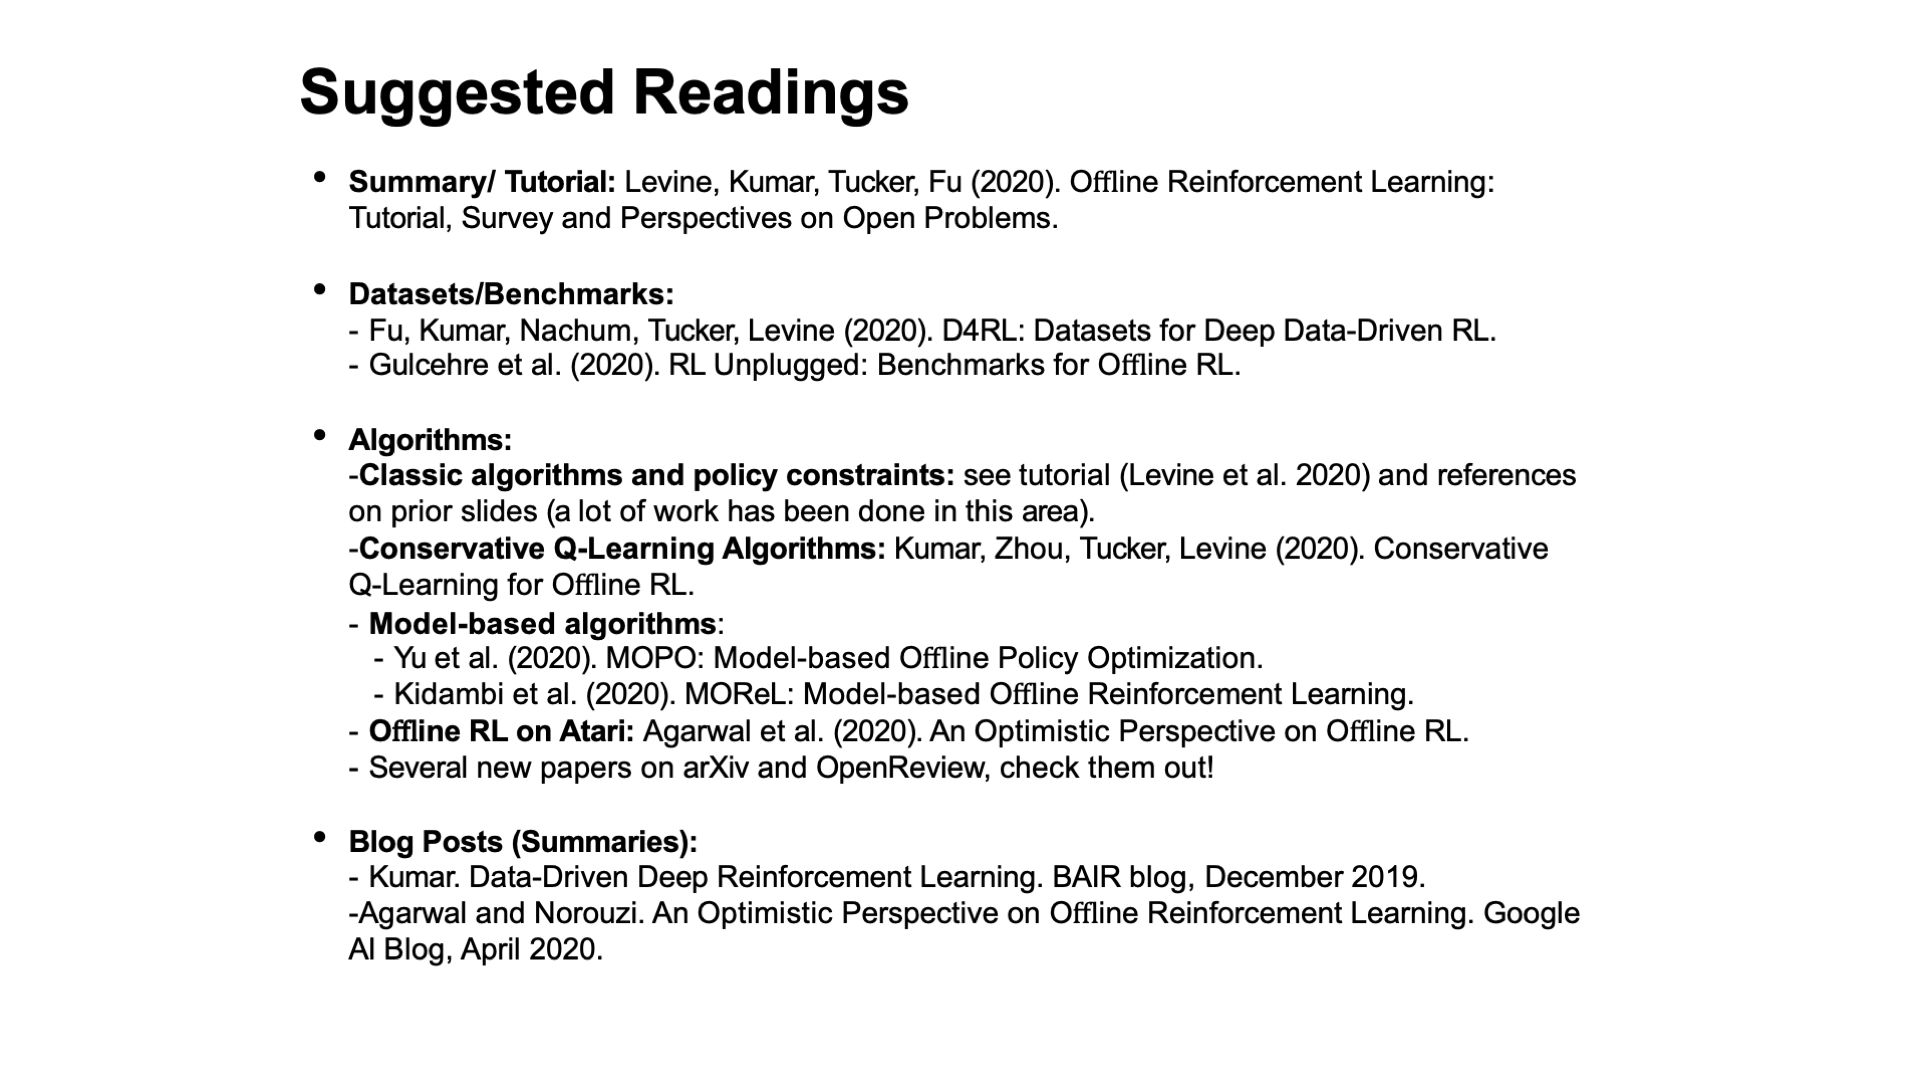 Suggested Readings
• Summary/ Tutorial: Levine, Kumar, Tucker, Fu (2020). Offline Reinforcement Learning:
Tutorial, Survey and Perspectives on Open Problems.
• Datasets/Benchmarks:
- Fu, Kumar, Nachum, Tucker, Levine (2020). D4RL: Datasets for Deep Data-Driven RL.
- Gulcehre et al. (2020). RL Unplugged: Benchmarks for Offline RL.
• Algorithms:
-Classic algorithms and policy constraints: see tutorial (Levine et al. 2020) and references
on prior slides (a lot of work has been done in this area).
-Conservative Q-Learning Algorithms: Kumar, Zhou, Tucker, Levine (2020). Conservative
Q-Learning for Offline RL.
- Model-based algorithms:
- Yu et al. (2020). MOPO: Model-based Offline Policy Optimization.
- Kidambi et al. (2020). MOReL: Model-based Offline Reinforcement Learning.
- Offline RL on Atari: Agarwal et al. (2020). An Optimistic Perspective on Offline RL.
- Several new papers on arXiv and OpenReview, check them out!
• Blog Posts (Summaries):
- Kumar. Data-Driven Deep Reinforcement Learning. BAIR blog, December 2019.
-Agarwal and Norouzi. An Optimistic Perspective on Offline Reinforcement Learning. Google
AI Blog, April 2020.